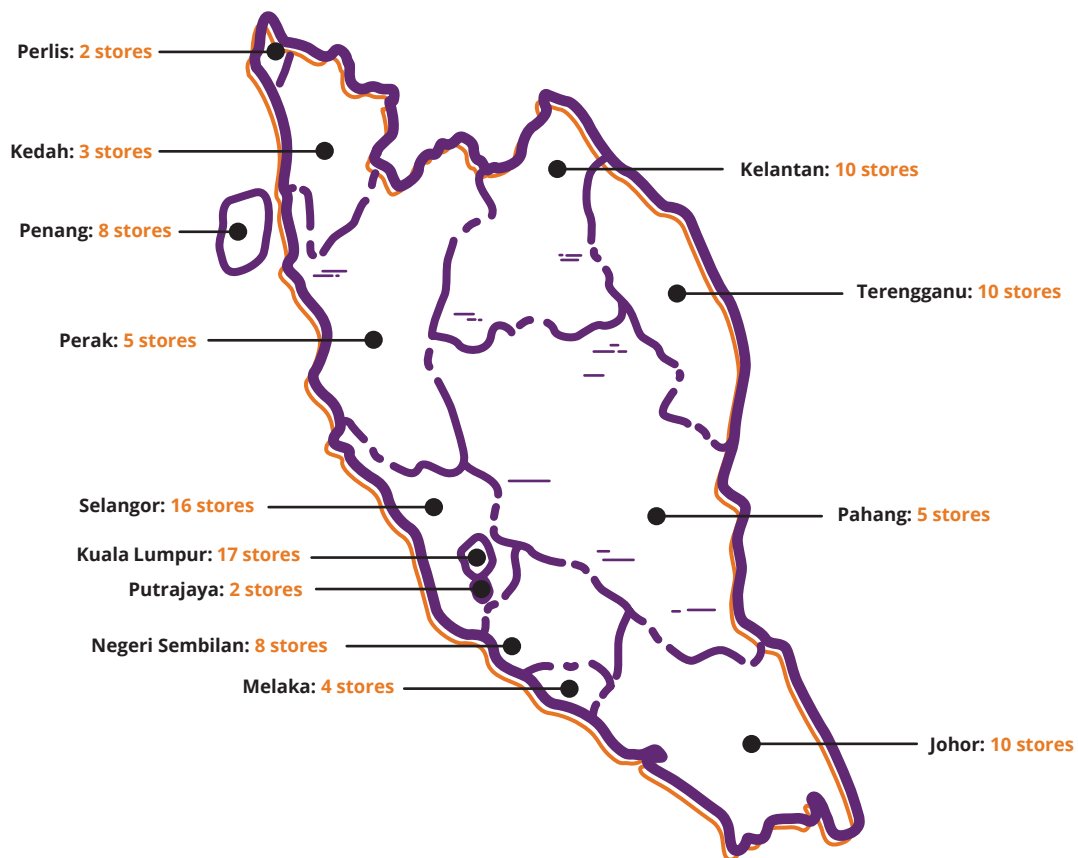 Perlis: 2 stores
Kedah: 3 stores
Penang: 8 stores
Perak: 5 stores
Selangor: 16 stores
Kuala Lumpur: 17 stores
Putrajaya: 2 stores
Negeri Sembilan: 8 stores
Melaka: 4 stores
Kelantan: 10 stores
Terengganu: 10 stores
Pahang: 5 stores
Johor: 10 stores